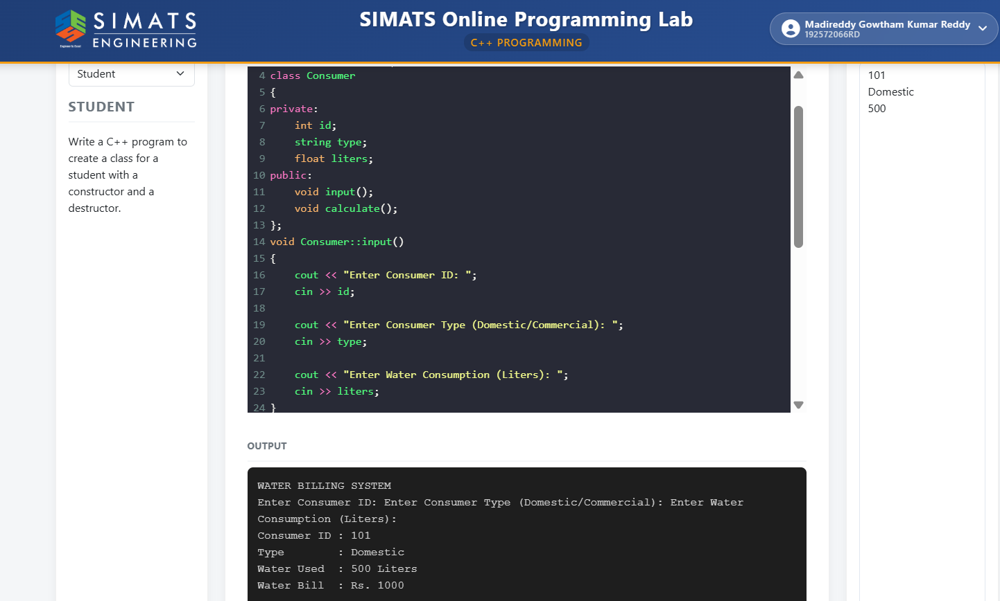 SIMATS
ENGINEERING
Engineer to Excel
SIMATS Online Programming Lab
C++ PROGRAMMING
Madireddy Gowtham Kumar Reddy
192572066RD
Student
STUDENT
Write a C++ program to
create a class for a
student with a
constructor and a
destructor.
4 class Consumer
5 {
6 private:
7     int id;
8     string type;
9     float liters;
10 public:
11     void input();
12     void calculate();
13 };
14 void Consumer::input()
15 {
16     cout << "Enter Consumer ID: ";
17     cin >> id;
18
19     cout << "Enter Consumer Type (Domestic/Commercial): ";
20     cin >> type;
21
22     cout << "Enter Water Consumption (Liters): ";
23     cin >> liters;
24 }
OUTPUT
WATER BILLING SYSTEM
Enter Consumer ID: Enter Consumer Type (Domestic/Commercial): Enter Water
Consumption (Liters):
Consumer ID : 101
Type        : Domestic
Water Used  : 500 Liters
Water Bill  : Rs. 1000
101
Domestic
500